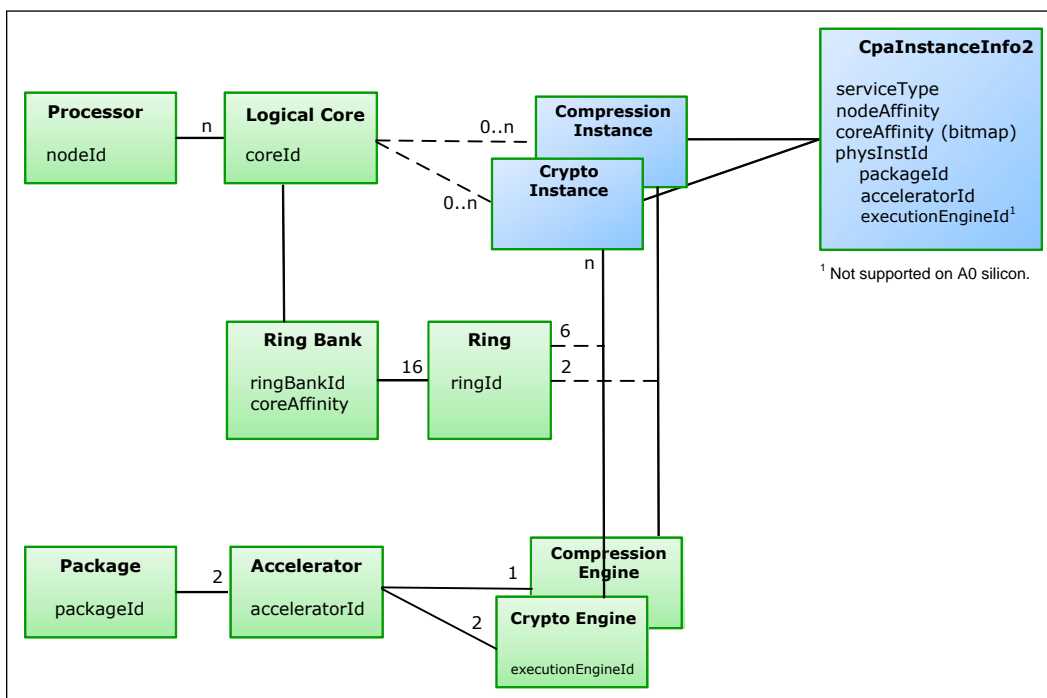 CpaInstanceInfo2
serviceType
nodeAffinity
coreAffinity (bitmap)
physInstId
packageId
acceleratorId
executionEngineId1
1 Not supported on A0 silicon.
Processor
nodeId
n
Logical Core
coreId
0..n
0..n
Compression
Instance
Crypto
Instance
n
Ring Bank
ringBankId
coreAffinity
16
Ring
ringId
6
2
Package
packageId
2
Accelerator
acceleratorId
1
2
Compression
Engine
Crypto Engine
executionEngineId